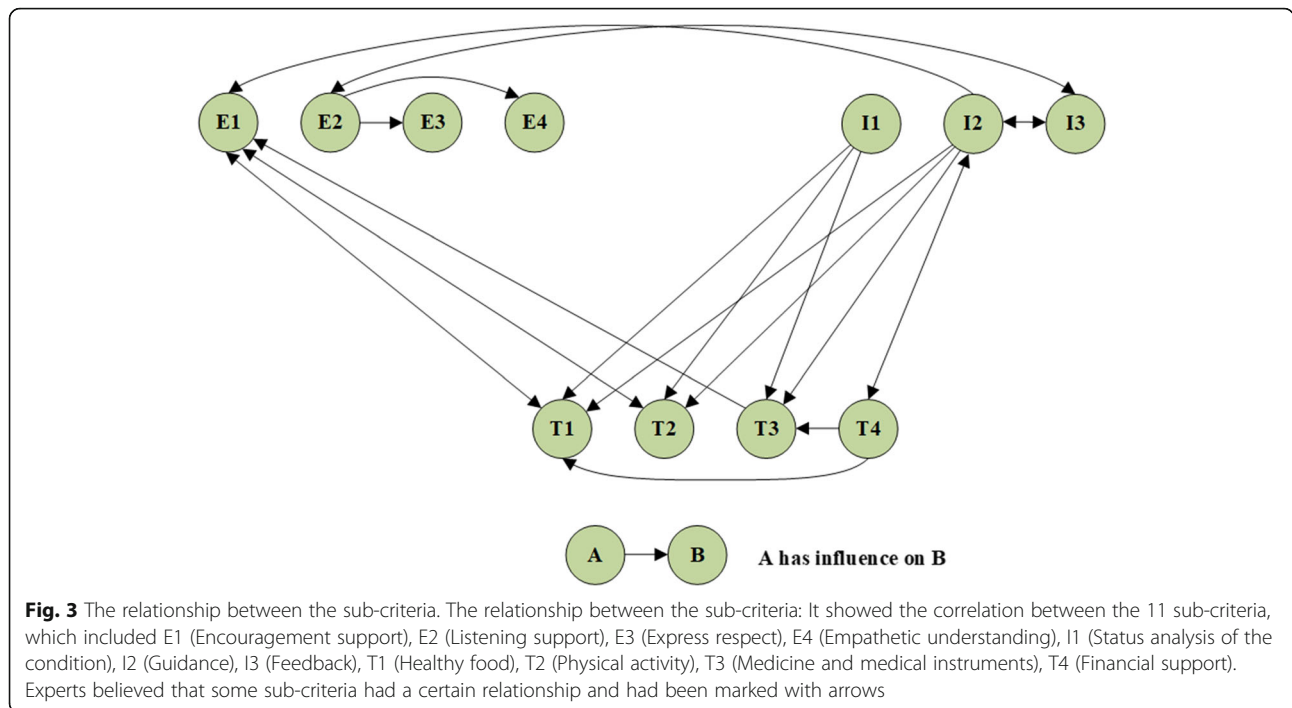 E1 E2 E3 E4 I1 I2 I3
T1 T2 T3 T4
A B A has influence on B
Fig. 3 The relationship between the sub-criteria. The relationship between the sub-criteria: It showed the correlation between the 11 sub-criteria,
which included E1 (Encouragement support), E2 (Listening support), E3 (Express respect), E4 (Empathetic understanding), I1 (Status analysis of the
condition), I2 (Guidance), I3 (Feedback), T1 (Healthy food), T2 (Physical activity), T3 (Medicine and medical instruments), T4 (Financial support).
Experts believed that some sub-criteria had a certain relationship and had been marked with arrows